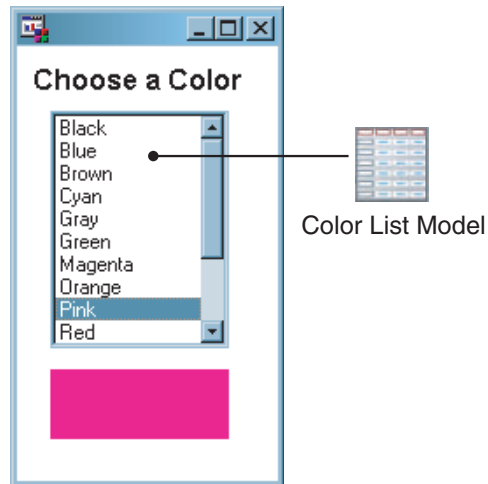 Choose a Color
Black
Blue
Brown
Cyan
Gray
Green
Magenta
Orange
Pink
Red
Color List Model